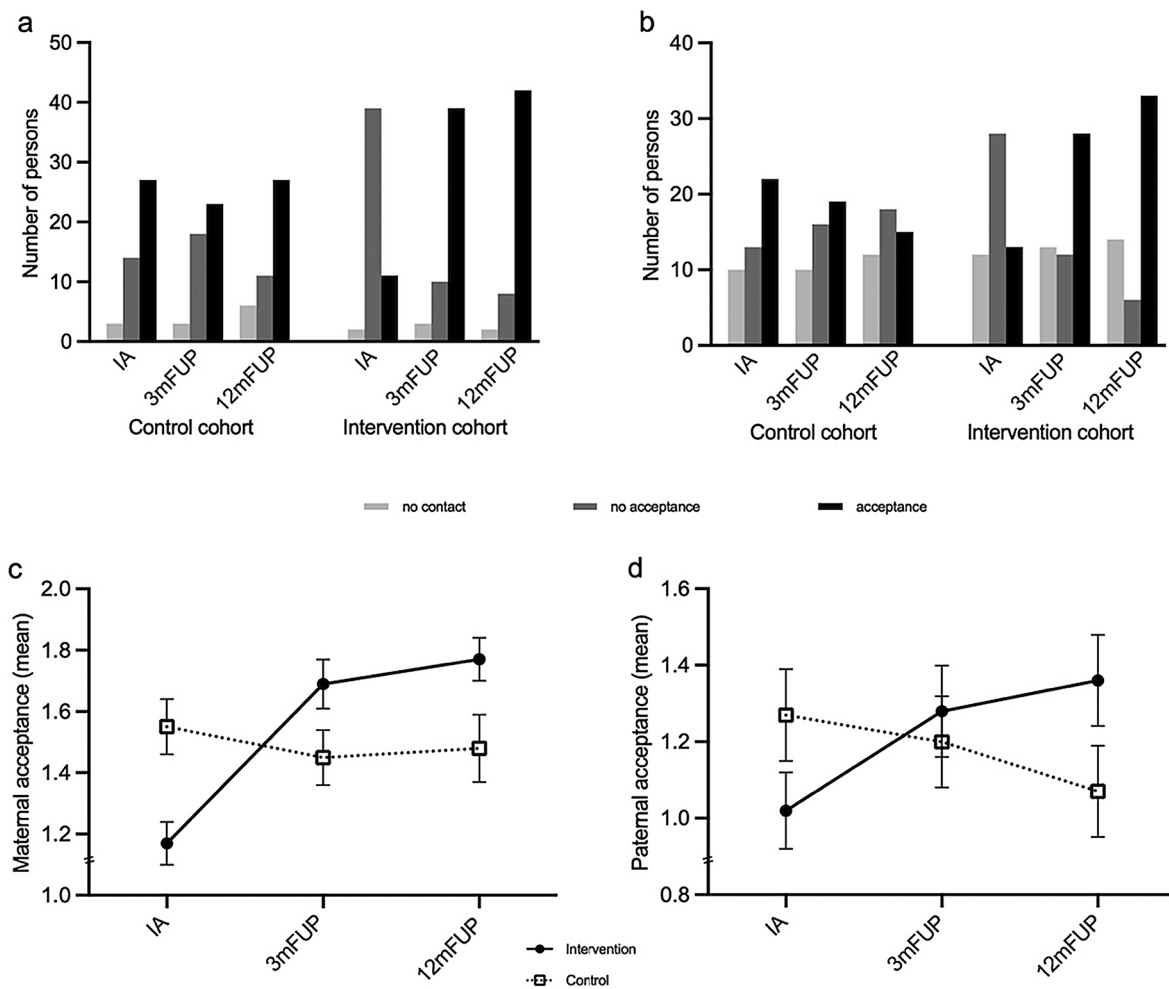 a
b
50
40
30
20
10
0
Number of persons
IA
3mFUP
12mFUP
IA
3mFUP
12mFUP
Control cohort
Intervention cohort
40
30
20
10
0
Number of persons
IA
3mFUP
12mFUP
IA
3mFUP
12mFUP
Control cohort
Intervention cohort
no contact
no acceptance
acceptance
c
d
2.0
1.8
1.6
1.4
1.2
1.0
Maternal acceptance (mean)
IA
3mFUP
12mFUP
1.6
1.4
1.2
1.0
0.8
Paternal acceptance (mean)
IA
3mFUP
12mFUP
Intervention
Control